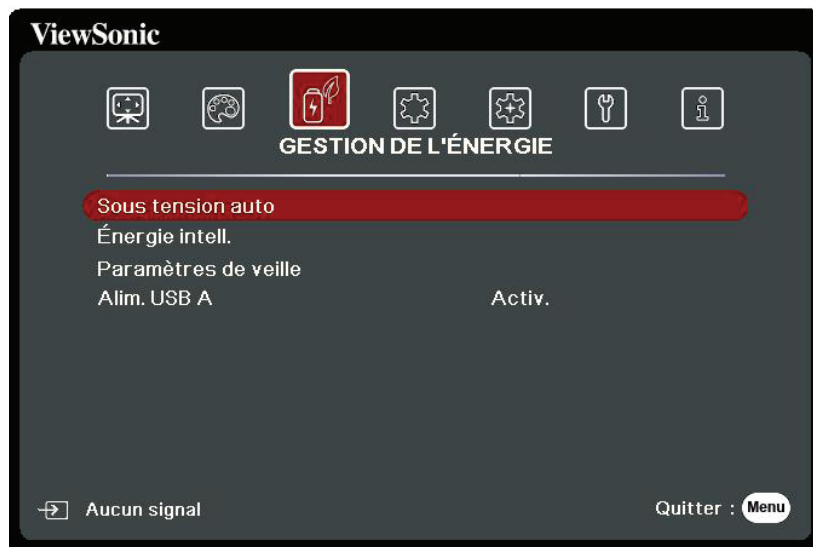 ViewSonic
GESTION DE L'ÉNERGIE
Sous tension auto
Énergie intell.
Paramètres de veille
Alim. USB A Activ.
Aucun signal Quitter : Menu